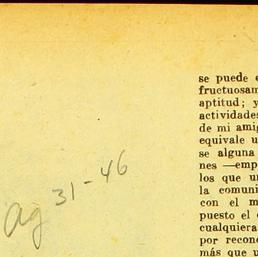 se puede e
fructuosam
aptitud; y
actividades
de mi amig
equivale u
se alguna
nes —emp
los que un
la comuni
con el m
puesto el c
cualquiera
por recono
más que u
ag 31-46